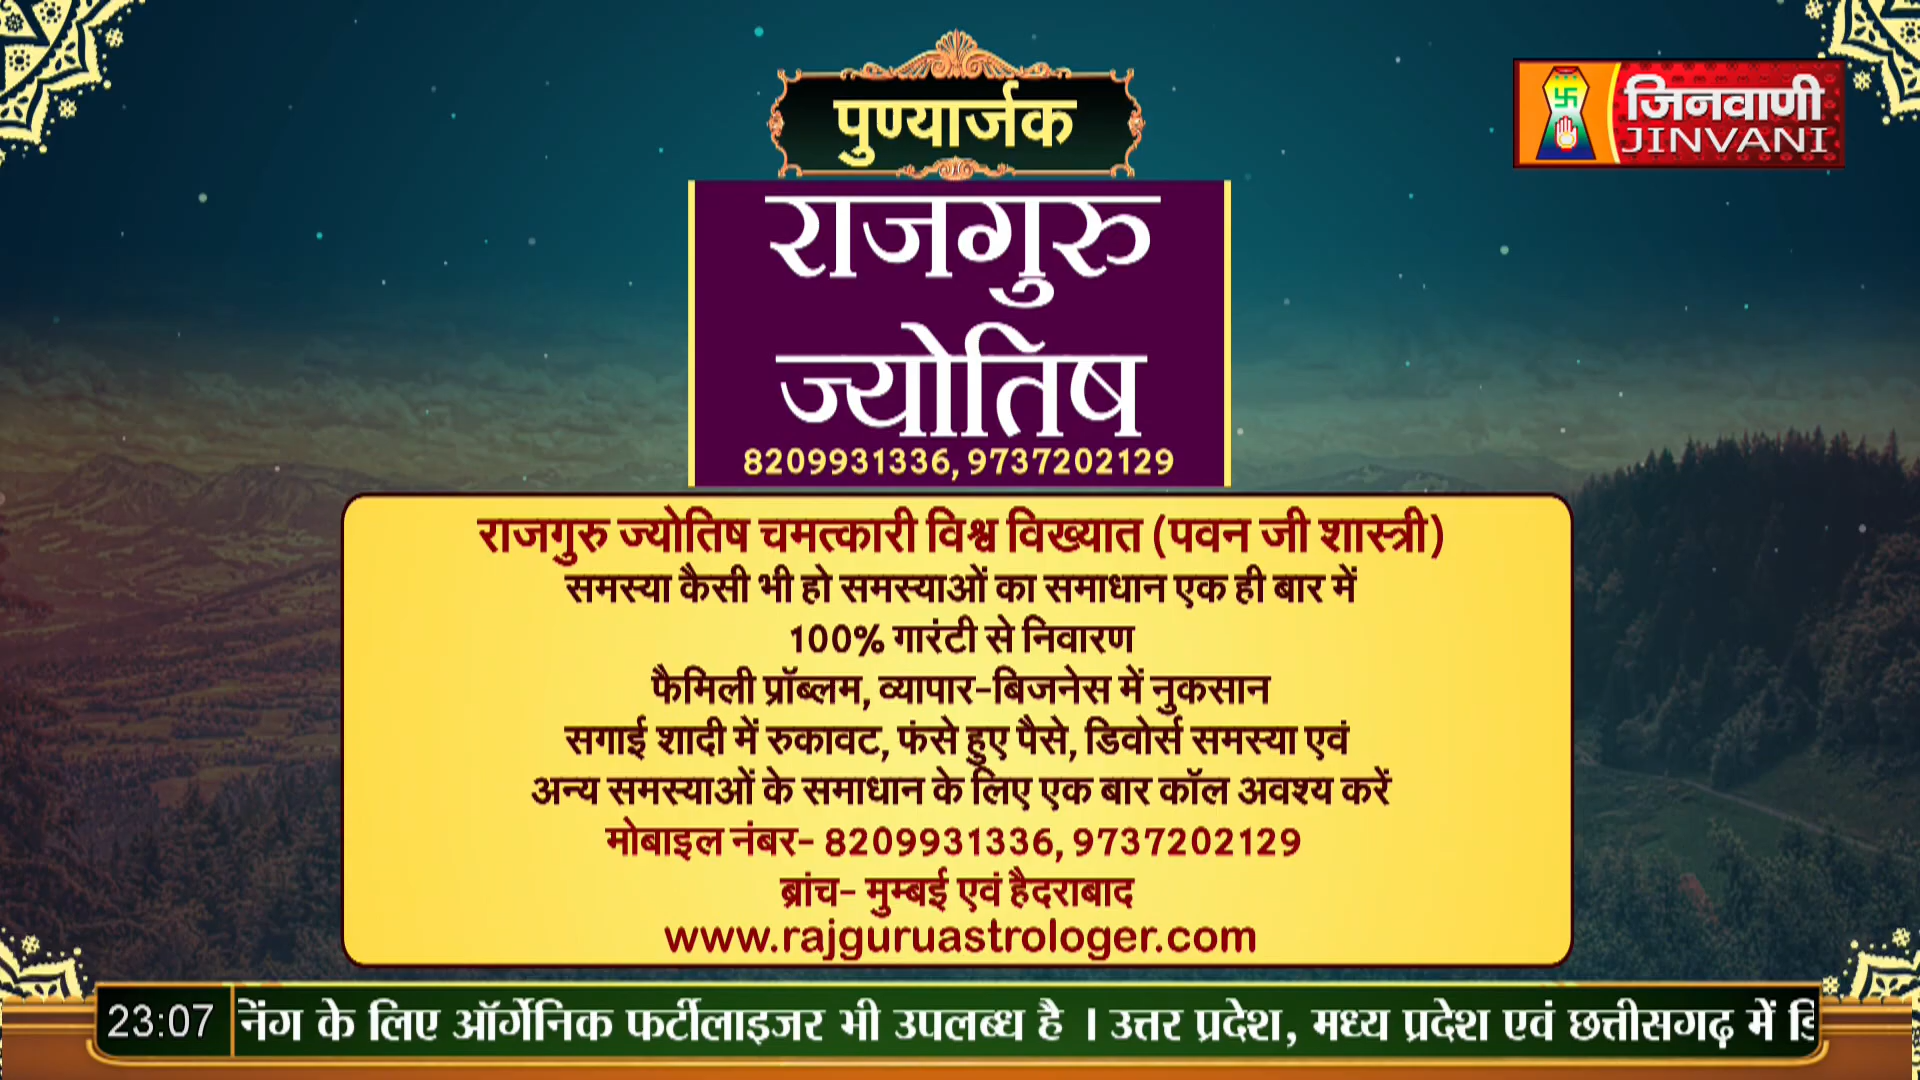 पुण्यार्जक
जिनवाणी
JINVANI
राजगुरु
ज्योतिष
8209931336, 9737202129
राजगुरु ज्योतिष चमत्कारी विश्व विख्यात (पवन जी शास्त्री)
समस्या कैसी भी हो समस्याओं का समाधान एक ही बार में
100% गारंटी से निवारण
फैमिली प्रॉब्लम, व्यापार-बिजनेस में नुकसान
सगाई शादी में रुकावट, फंसे हुए पैसे, डिवोर्स समस्या एवं
अन्य समस्याओं के समाधान के लिए एक बार कॉल अवश्य करें
मोबाइल नंबर- 8209931336, 9737202129
ब्रांच- मुम्बई एवं हैदराबाद
www.rajguruastrologer.com
23:07 नेंग के लिए ऑर्गेनिक फर्टीलाइजर भी उपलब्ध है । उत्तर प्रदेश, मध्य प्रदेश एवं छत्तीसगढ़ में